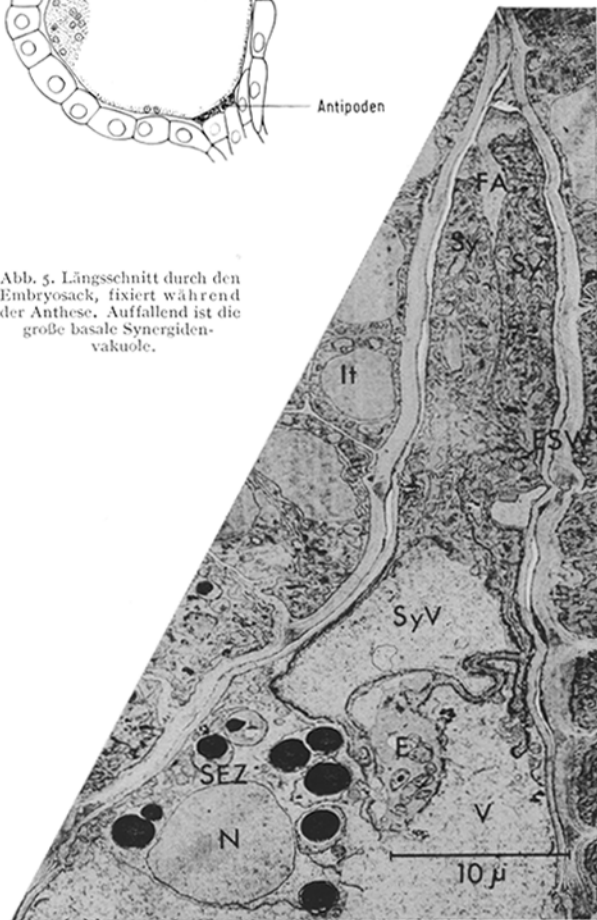 Antipoden
Abb. 5. Längsschnitt durch den
Embryosack, fixiert während
der Anthese. Auffallend ist die
große basale Synergiden-
vakuole.
FA
Sy
Sy
It
ESW
SyV
E
SEZ
V
N
10 µ